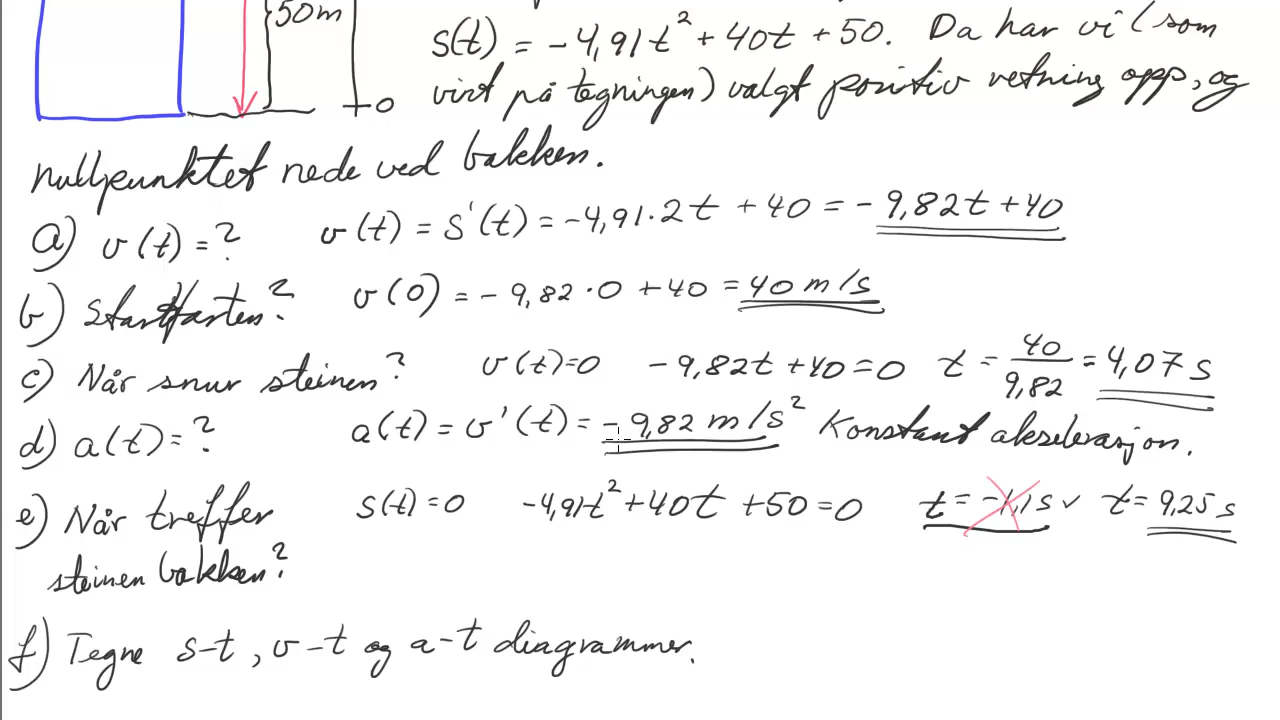 50m
s(t) = -4,91t² + 40t + 50. Da har vi (som
vist på tegningen) valgt positiv retning opp, og
0
nullpunktet nede ved bakken.
a) v(t) = ? v(t) = s'(t) = -4,91·2t + 40 = -9,82t + 40
b) Startfarten? v(0) = -9,82·0 + 40 = 40 m/s
c) Når snur steinen? v(t)=0 -9,82t + 40 = 0 t = 40/9,82 = 4,07 s
d) a(t) = ? a(t) = v'(t) = -9,82 m/s² Konstant akselerasjon.
e) Når treffer s(t) = 0 -4,91t² + 40t + 50 = 0 t = -1,1s v t = 9,25 s
steinen bakken?
f) Tegne s-t, v-t og a-t diagrammer.